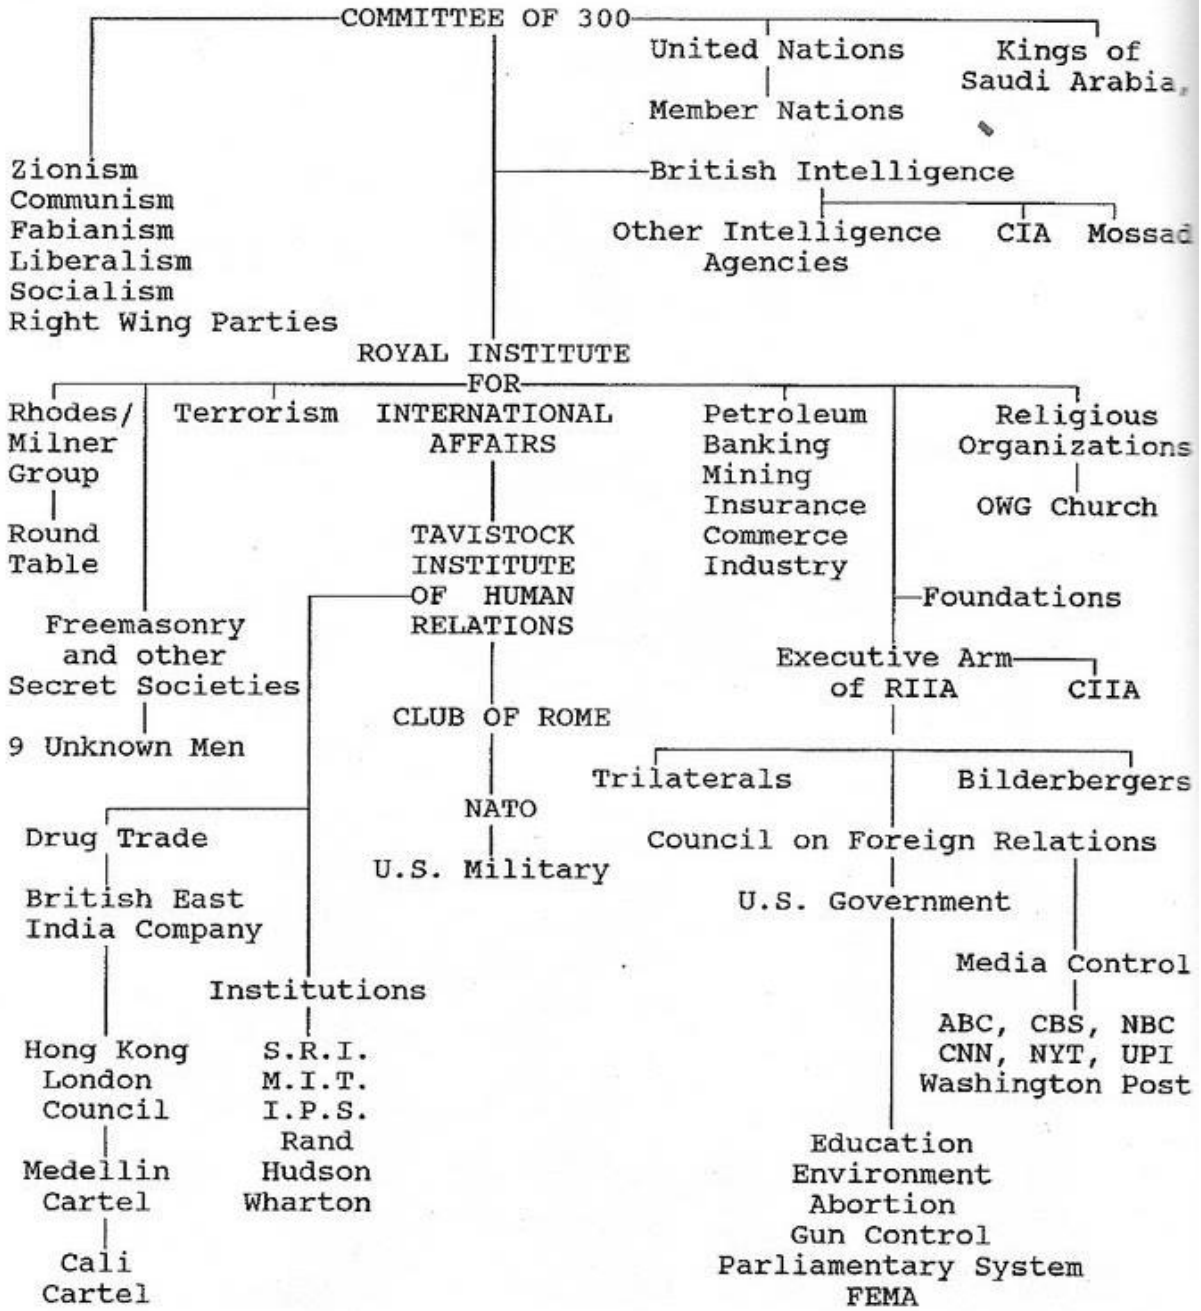 COMMITTEE OF 300
United Nations
Member Nations
Kings of
Saudi Arabia,
Zionism
Communism
Fabianism
Liberalism
Socialism
Right Wing Parties
British Intelligence
Other Intelligence
Agencies
CIA
Mossad
ROYAL INSTITUTE
FOR
INTERNATIONAL
AFFAIRS
Rhodes/
Milner
Group
Round
Table
Terrorism
Petroleum
Banking
Mining
Insurance
Commerce
Industry
Religious
Organizations
OWG Church
TAVISTOCK
INSTITUTE
OF HUMAN
RELATIONS
Foundations
Freemasonry
and other
Secret Societies
9 Unknown Men
Executive Arm
of RIIA
CIIA
CLUB OF ROME
NATO
U.S. Military
Trilaterals
Bilderbergers
Council on Foreign Relations
U.S. Government
Drug Trade
British East
India Company
Hong Kong
London
Council
Medellin
Cartel
Cali
Cartel
Institutions
S.R.I.
M.I.T.
I.P.S.
Rand
Hudson
Wharton
Media Control
ABC, CBS, NBC
CNN, NYT, UPI
Washington Post
Education
Environment
Abortion
Gun Control
Parliamentary System
FEMA